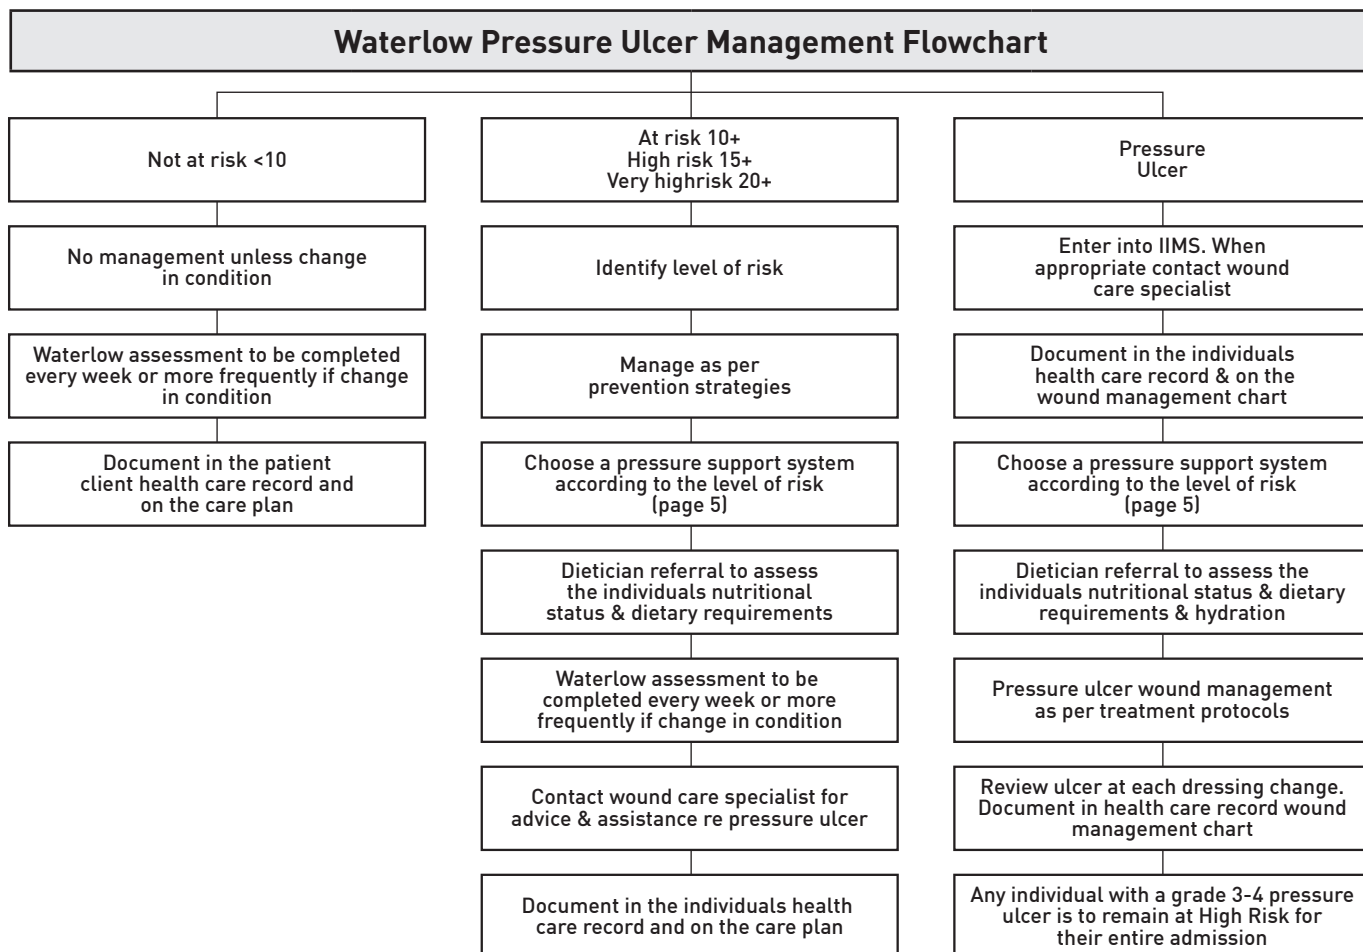 Waterlow Pressure Ulcer Management Flowchart
Not at risk <10
No management unless change
in condition
Waterlow assessment to be completed
every week or more frequently if change
in condition
Document in the patient
client health care record and
on the care plan
At risk 10+
High risk 15+
Very highrisk 20+
Identify level of risk
Manage as per
prevention strategies
Choose a pressure support system
according to the level of risk
(page 5)
Dietician referral to assess
the individuals nutritional
status & dietary requirements
Waterlow assessment to be
completed every week or more
frequently if change in condition
Contact wound care specialist for
advice & assistance re pressure ulcer
Document in the individuals health
care record and on the care plan
Pressure
Ulcer
Enter into IIMS. When
appropriate contact wound
care specialist
Document in the individuals
health care record & on the
wound management chart
Choose a pressure support system
according to the level of risk
(page 5)
Dietician referral to assess the
individuals nutritional status & dietary
requirements & hydration
Pressure ulcer wound management
as per treatment protocols
Review ulcer at each dressing change.
Document in health care record wound
management chart
Any individual with a grade 3-4 pressure
ulcer is to remain at High Risk for
their entire admission